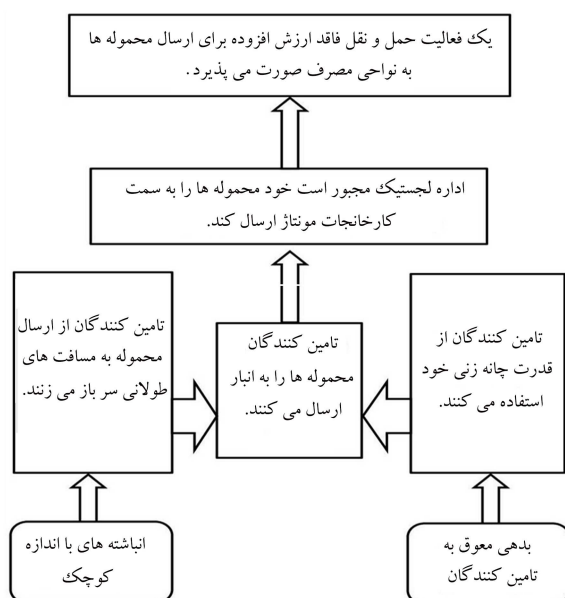 یک فعالیت حمل و نقل فاقد ارزش افزوده برای ارسال محموله ها
به نواحی مصرف صورت می پذیرد.
اداره لجستیک مجبور است خود محموله ها را به سمت
کارخانجات مونتاژ ارسال کند.
تامین کنندگان از
قدرت چانه زنی خود
استفاده می کنند.
تامین کنندگان
محموله ها را به انبار
ارسال می کنند.
تامین کنندگان از ارسال
محموله به مسافت های
طولانی سر باز می زنند.
بدهی معوق به
تامین کنندگان
انباشته های با اندازه
کوچک